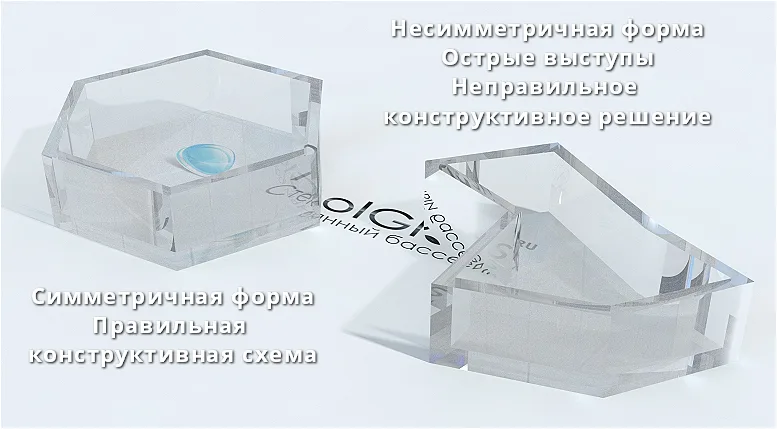 Несимметричная форма
Острые выступы
Неправильное
конструктивное решение
Симметричная форма
Правильная
конструктивная схема